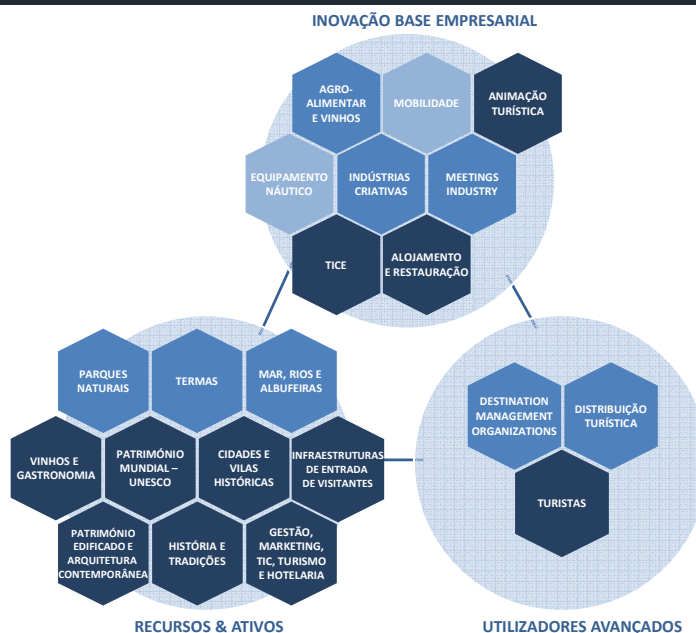 INOVAÇÃO BASE EMPRESARIAL
AGRO-
ALIMENTAR
E VINHOS
MOBILIDADE
ANIMAÇÃO
TURÍSTICA
EQUIPAMENTO
NÁUTICO
INDÚSTRIAS
CRIATIVAS
MEETINGS
INDUSTRY
TICE
ALOJAMENTO
E RESTAURAÇÃO
PARQUES
NATURAIS
TERMAS
MAR, RIOS E
ALBUFEIRAS
VINHOS E
GASTRONOMIA
PATRIMÓNIO
MUNDIAL –
UNESCO
CIDADES E
VILAS
HISTÓRICAS
INFRAESTRUTURAS
DE ENTRADA
DE VISITANTES
PATRIMÓNIO
EDIFICADO E
ARQUITETURA
CONTEMPORÂNEA
HISTÓRIA E
TRADIÇÕES
GESTÃO,
MARKETING,
TIC, TURISMO
E HOTELARIA
RECURSOS & ATIVOS
DESTINATION
MANAGEMENT
ORGANIZATIONS
DISTRIBUIÇÃO
TURÍSTICA
TURISTAS
UTILIZADORES AVANÇADOS